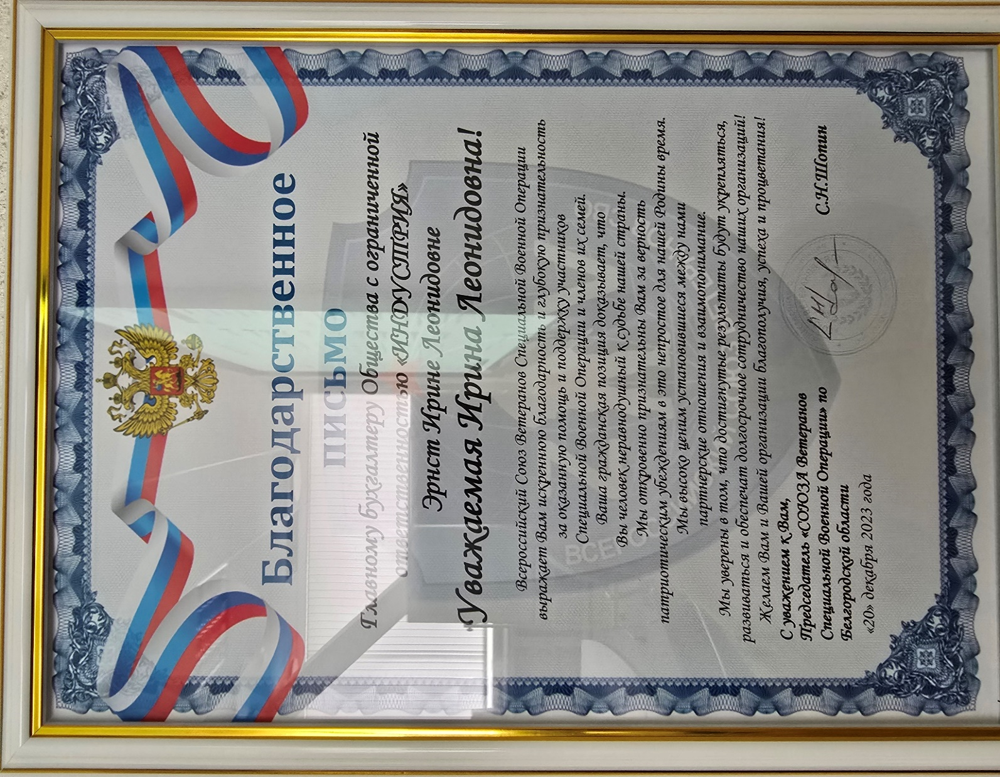 Благодарственное
письмо
Главному бухгалтеру Общества с ограниченной
ответственностью «ИНДУСТРИЯ»
Эрнст Ирине Леонидовне
Уважаемая Ирина Леонидовна!
Всероссийский Союз Ветеранов Специальной Военной Операции
выражает Вам искреннюю благодарность и глубокую признательность
за оказанную помощь и поддержку участников
Специальной Военной Операции и членов их семей.
Ваша гражданская позиция доказывает, что
Вы человек неравнодушный к судьбе нашей страны.
Мы откровенно признательны Вам за верность
патриотическим убеждениям в это непростое для нашей Родины время.
Мы высоко ценим установившиеся между нами
партнерские отношения и взаимопонимание.
Мы уверены в том, что достигнутые результаты будут укрепляться,
развиваться и обеспечат долгосрочное сотрудничество наших организаций!
Желаем Вам и Вашей организации благополучия, успеха и процветания!
С уважением к Вам,
Председатель «СОЮЗА Ветеранов
Специальной Военной Операции» по
Белгородской области
С.Н.Шопин
«20» декабря 2023 года